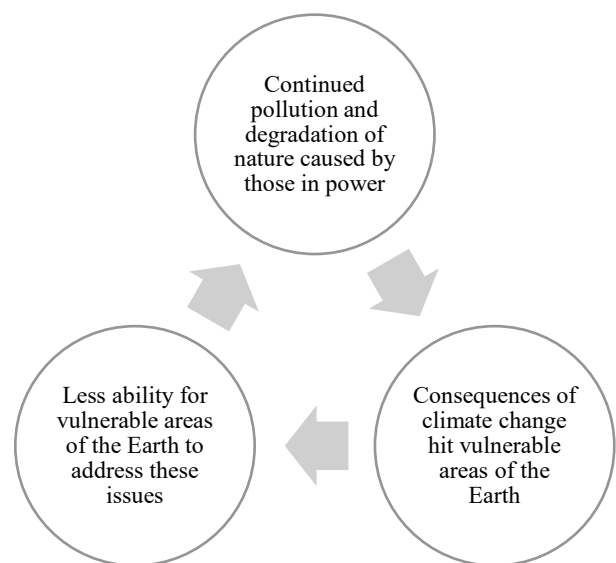 Continued
pollution and
degradation of
nature caused by
those in power
Consequences of
climate change
hit vulnerable
areas of the
Earth
Less ability for
vulnerable areas
of the Earth to
address these
issues